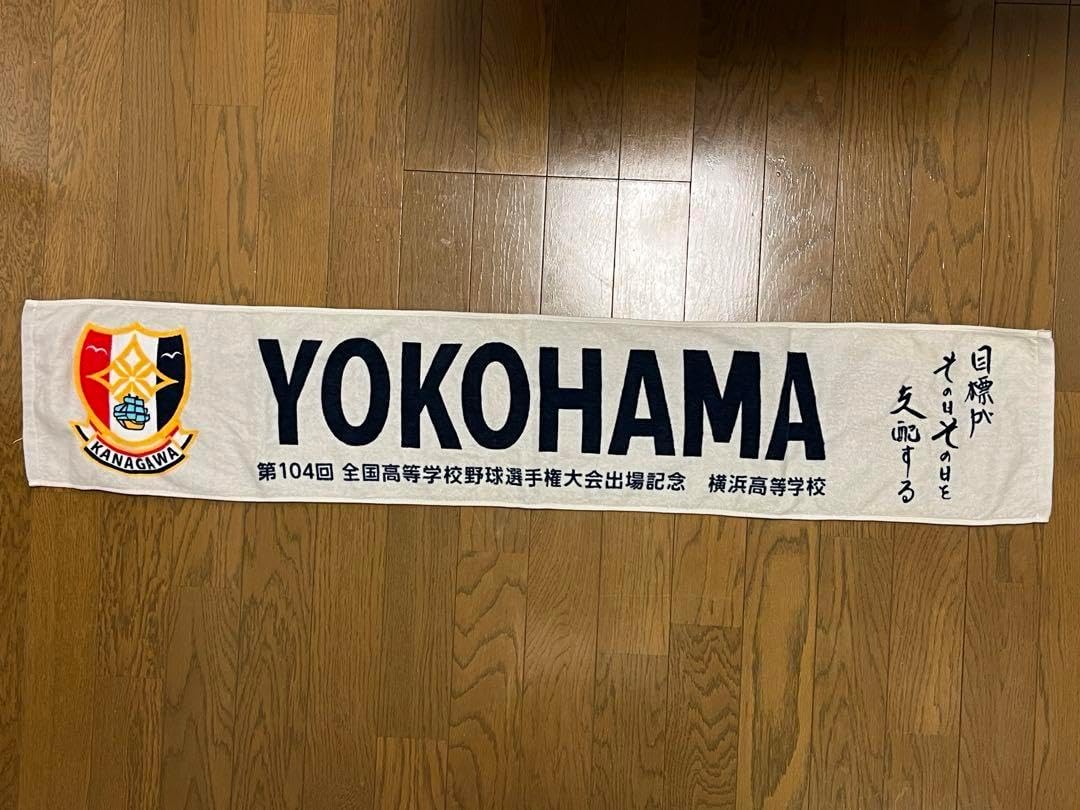 KANAGAWA
YOKOHAMA
第104回 全国高等学校野球選手権大会出場記念 横浜高等学校
目標が
その日その日を
支配する